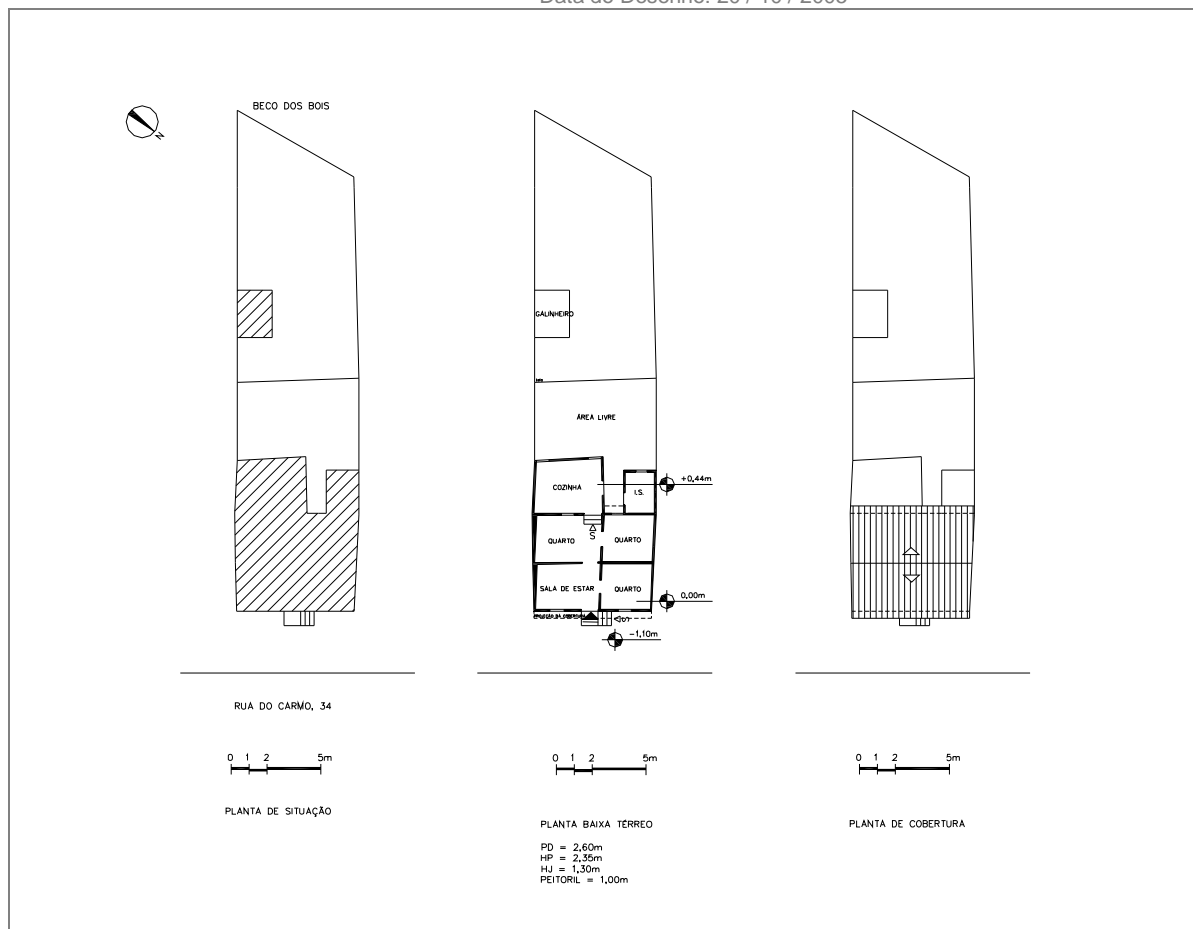 BECO DOS BOIS
N
GALINHEIRO
ÁREA LIVRE
COZINHA
I.S.
+0,44m
S
QUARTO
QUARTO
SALA DE ESTAR
QUARTO
0,00m
S
-1,10m
RUA DO CARMO, 34
0 1 2 5m
0 1 2 5m
0 1 2 5m
PLANTA DE SITUAÇÃO
PLANTA BAIXA TÉRREO
PLANTA DE COBERTURA
PD = 2,60m
HP = 2,35m
HJ = 1,30m
PEITORIL = 1,00m